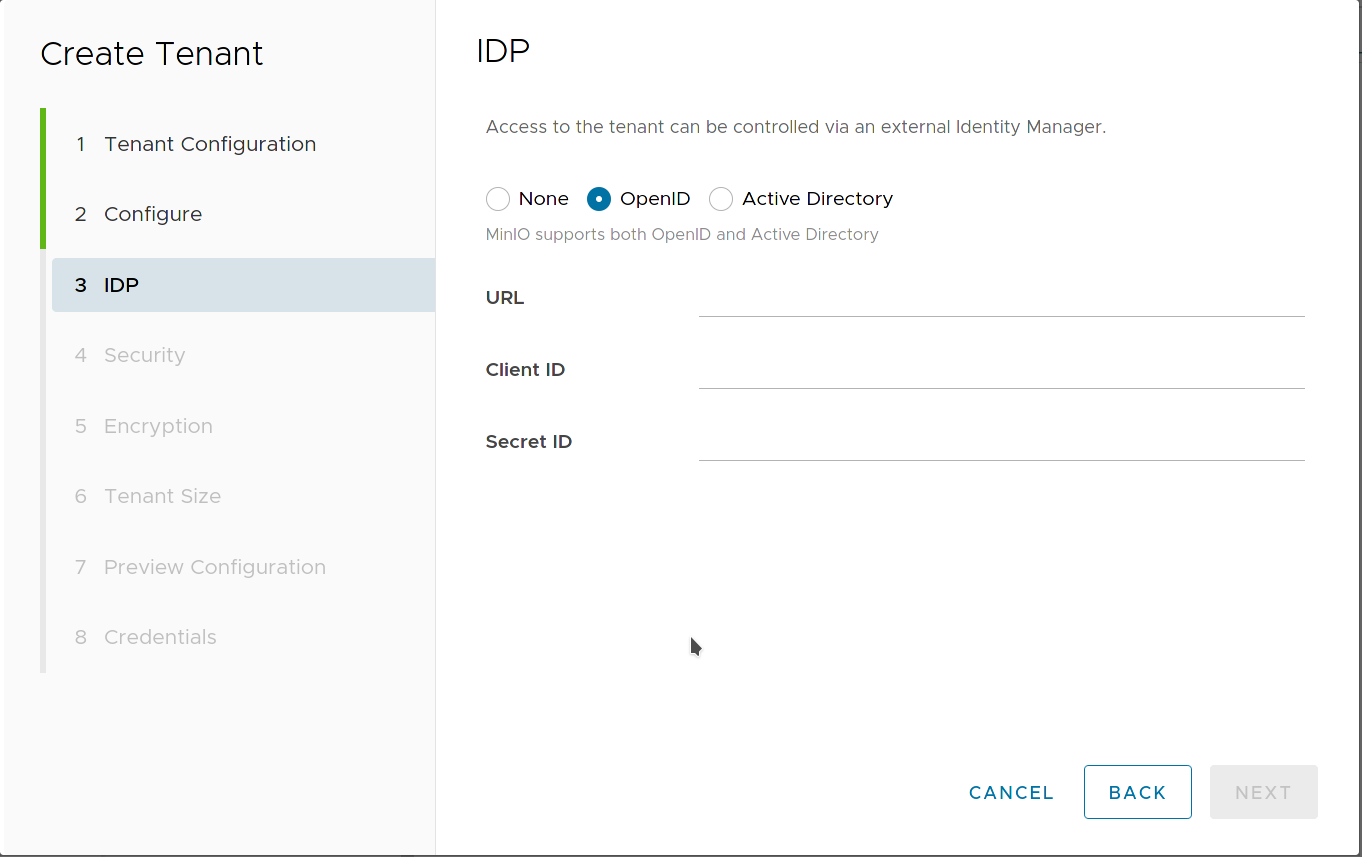 Create Tenant
1 Tenant Configuration
2 Configure
3 IDP
4 Security
5 Encryption
6 Tenant Size
7 Preview Configuration
8 Credentials
IDP
Access to the tenant can be controlled via an external Identity Manager.
None OpenID Active Directory
MinIO supports both OpenID and Active Directory
URL
Client ID
Secret ID
CANCEL BACK NEXT